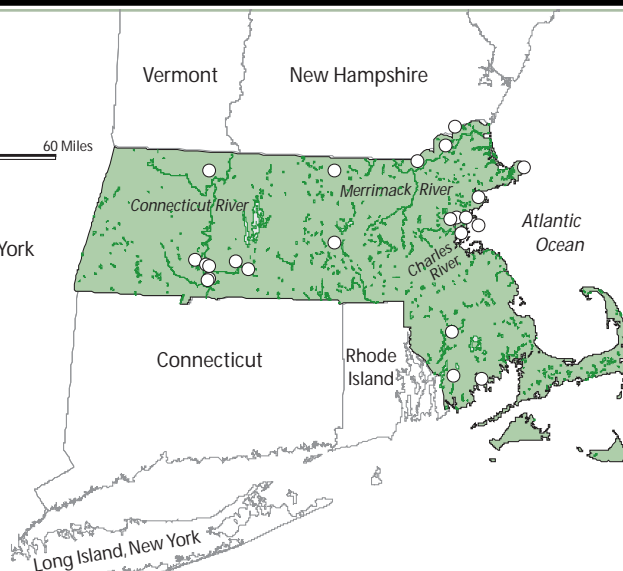 Vermont
New Hampshire
60 Miles
Merrimack River
Connecticut River
Atlantic
Ocean
York
Charles
River
Connecticut
Rhode
Island
Long Island, New York